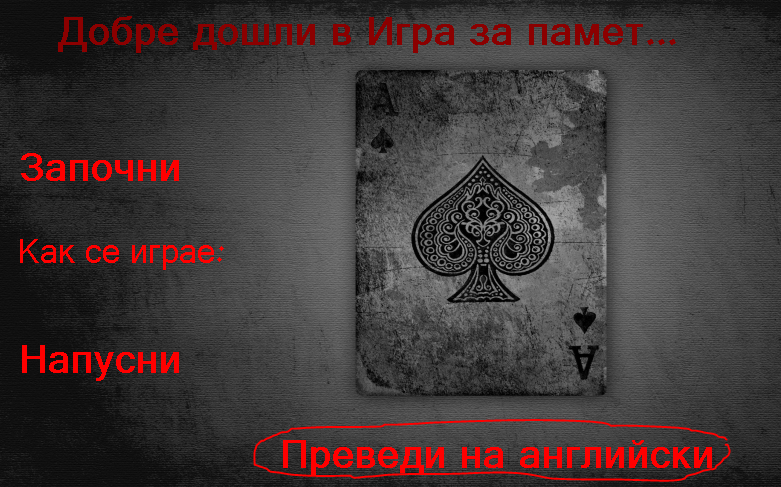 Добре дошли в Игра за памет...
A
Започни
Как се играе:
Напусни
A
Преведи на английски